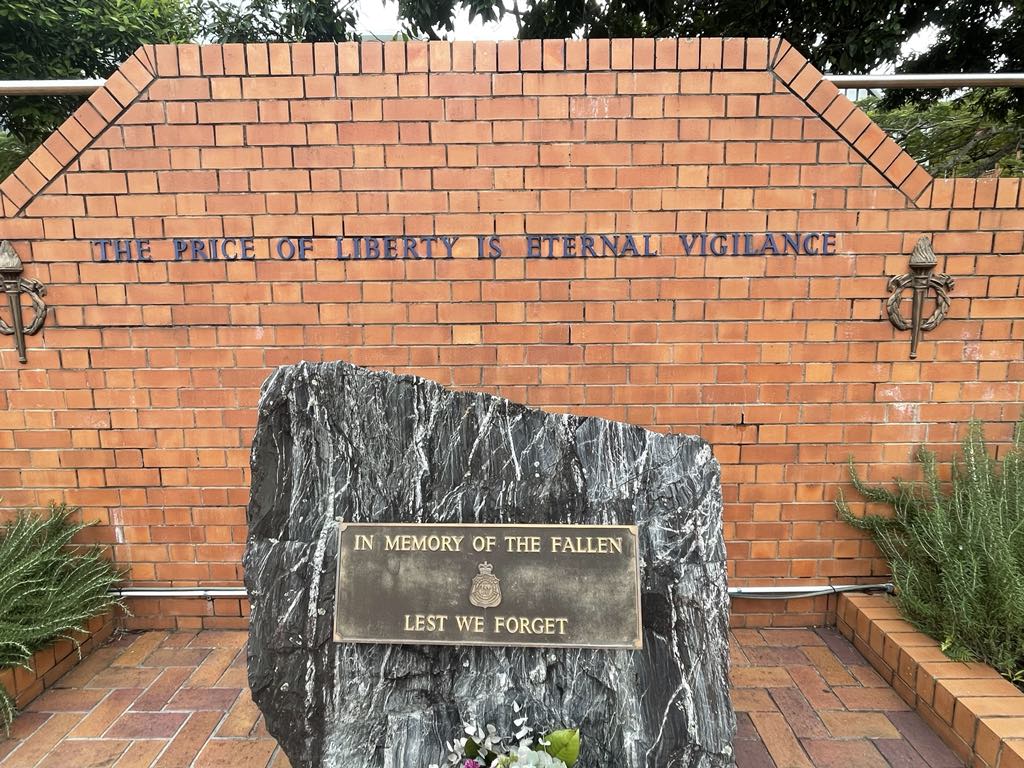 THE PRICE OF LIBERTY IS ETERNAL VIGILANCE
IN MEMORY OF THE FALLEN
LEST WE FORGET